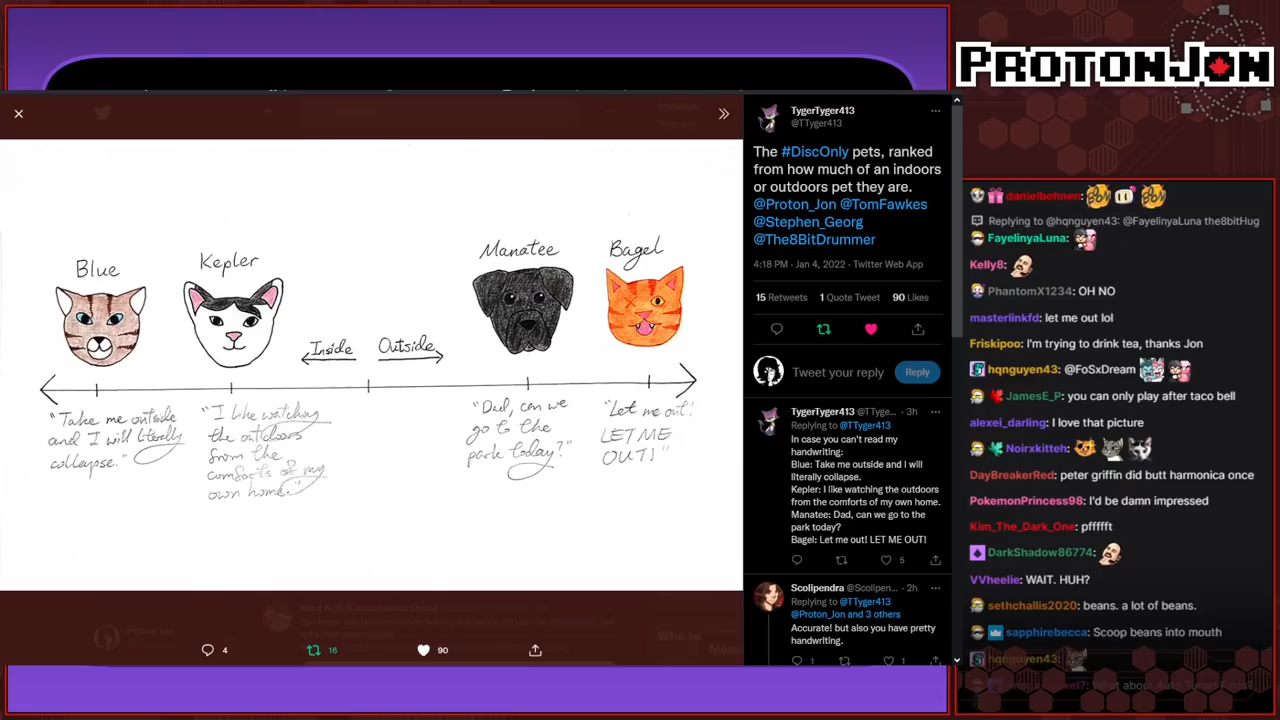 PROTONJON
TygerTyger413
@TTyger413
The #DiscOnly pets, ranked
from how much of an indoors
or outdoors pet they are.
@Proton_Jon @TomFawkes
@Stephen_Georg
@The8BitDrummer
4:18 PM · Jan 4, 2022 · Twitter Web App
15 Retweets 1 Quote Tweet 90 Likes
Tweet your reply
Reply
TygerTyger413 @TTyge... · 3h
Replying to @TTyger413
In case you can't read my
handwriting:
Blue: Take me outside and I will
literally collapse.
Kepler: I like watching the outdoors
from the comforts of my own home.
Manatee: Dad, can we go to the
park today?
Bagel: Let me out! LET ME OUT!
5
Scolipendra @Scolipen... · 2h
Replying to @TTyger413
@Proton_Jon and 3 others
Accurate! but also you have pretty
handwriting.
1
1
Blue
Kepler
Manatee
Bagel
Inside
Outside
"Take me outside
and I will literally
collapse."
"I like watching
the outdoors
from the
comforts of my
own home."
"Dad, can we
go to the
park today?"
"Let me out!
LET ME
OUT!"
4
16
90
danielbohnen:
Replying to @hqnguyen43: @FayelinyaLuna the8bitHug
FayelinyaLuna:
Kelly8:
PhantomX1234: OH NO
masterlinkfd: let me out lol
Friskipoo: I'm trying to drink tea, thanks Jon
hqnguyen43: @FoSxDream
JamesE_P: you can only play after taco bell
alexei_darling: I love that picture
Noirxkitteh:
DayBreakerRed: peter griffin did butt harmonica once
PokemonPrincess98: I'd be damn impressed
Kim_The_Dark_One: pffffft
DarkShadow86774:
VVheelie: WAIT. HUH?
sethchallis2020: beans. a lot of beans.
sapphirebecca: Scoop beans into mouth
hqnguyen43: